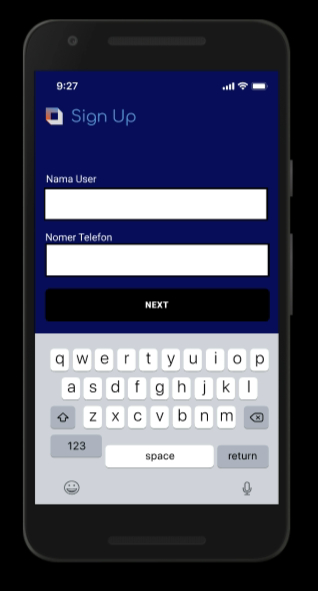 9:27
Sign Up
Nama User
Nomer Telefon
NEXT
q w e r t y u i o p
a s d f g h j k l
z x c v b n m
123
space
return